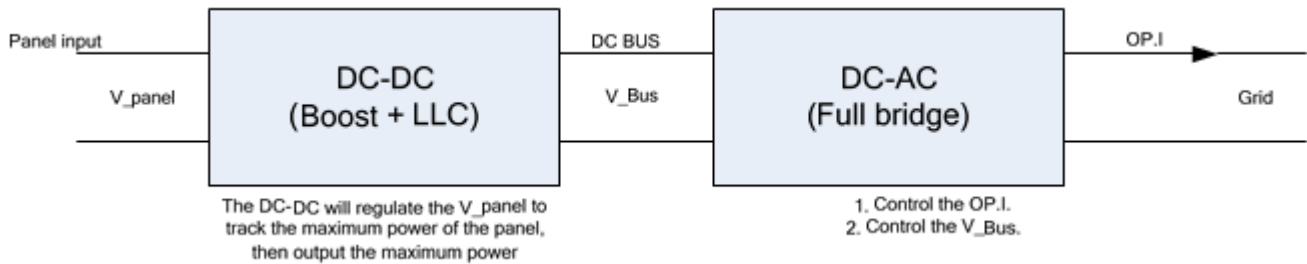 Panel input
V_panel
DC-DC
(Boost + LLC)
DC BUS
V_Bus
DC-AC
(Full bridge)
OP.I
Grid
The DC-DC will regulate the V_panel to
track the maximum power of the panel,
then output the maximum power
1. Control the OP.I.
2. Control the V_Bus.